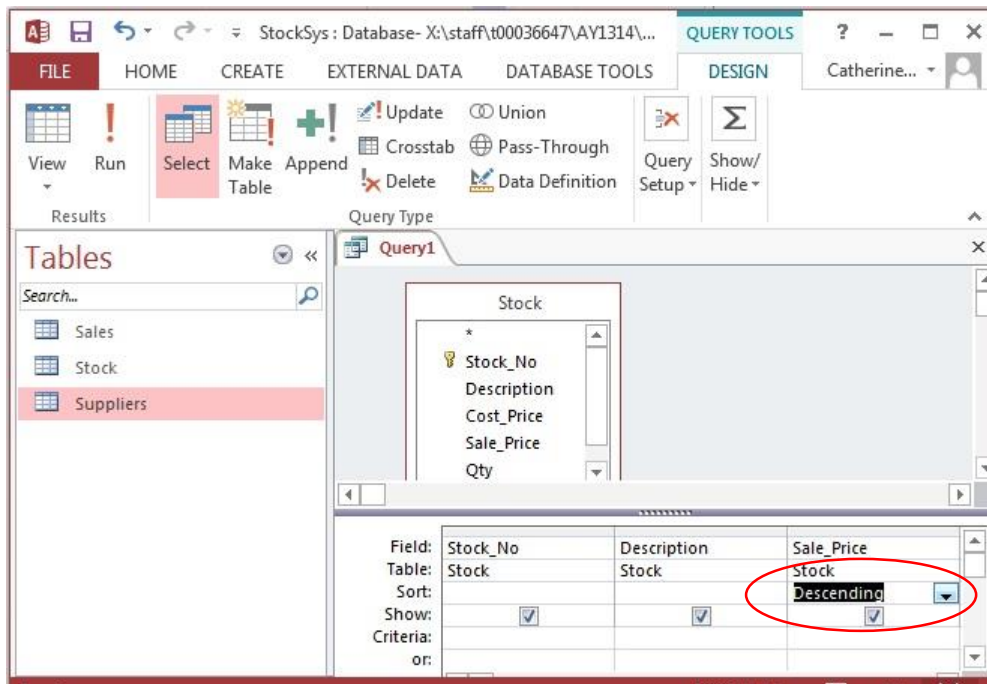 StockSys : Database- X:\staff\t00036647\AY1314\... QUERY TOOLS ?
FILE HOME CREATE EXTERNAL DATA DATABASE TOOLS DESIGN Catherine...
View Run Select Make Table Append Update Union
Crosstab Pass-Through
Delete Data Definition
Query Setup Show/ Hide
Results Query Type
Tables «
Search...
Sales
Stock
Suppliers
Query1
Stock
*
Stock_No
Description
Cost_Price
Sale_Price
Qty
Field: Stock_No Description Sale_Price
Table: Stock Stock Stock
Sort: Descending
Show:
Criteria:
or: